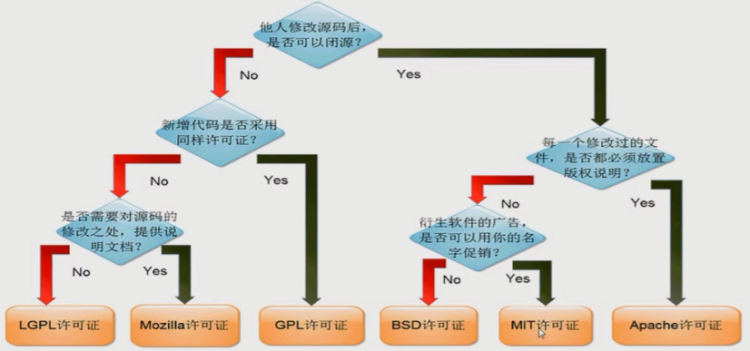 他人修改源码后，
是否可以闭源？
No
Yes
新增代码是否采用
同样许可证？
每一个修改过的文
件，是否都必须放置
版权说明？
No
Yes
No
Yes
是否需要对源码的
修改之处，提供说
明文档？
衍生软件的广告，
是否可以用你的名
字促销？
No
Yes
No
Yes
LGPL许可证
Mozilla许可证
GPL许可证
BSD许可证
MIT许可证
Apache许可证